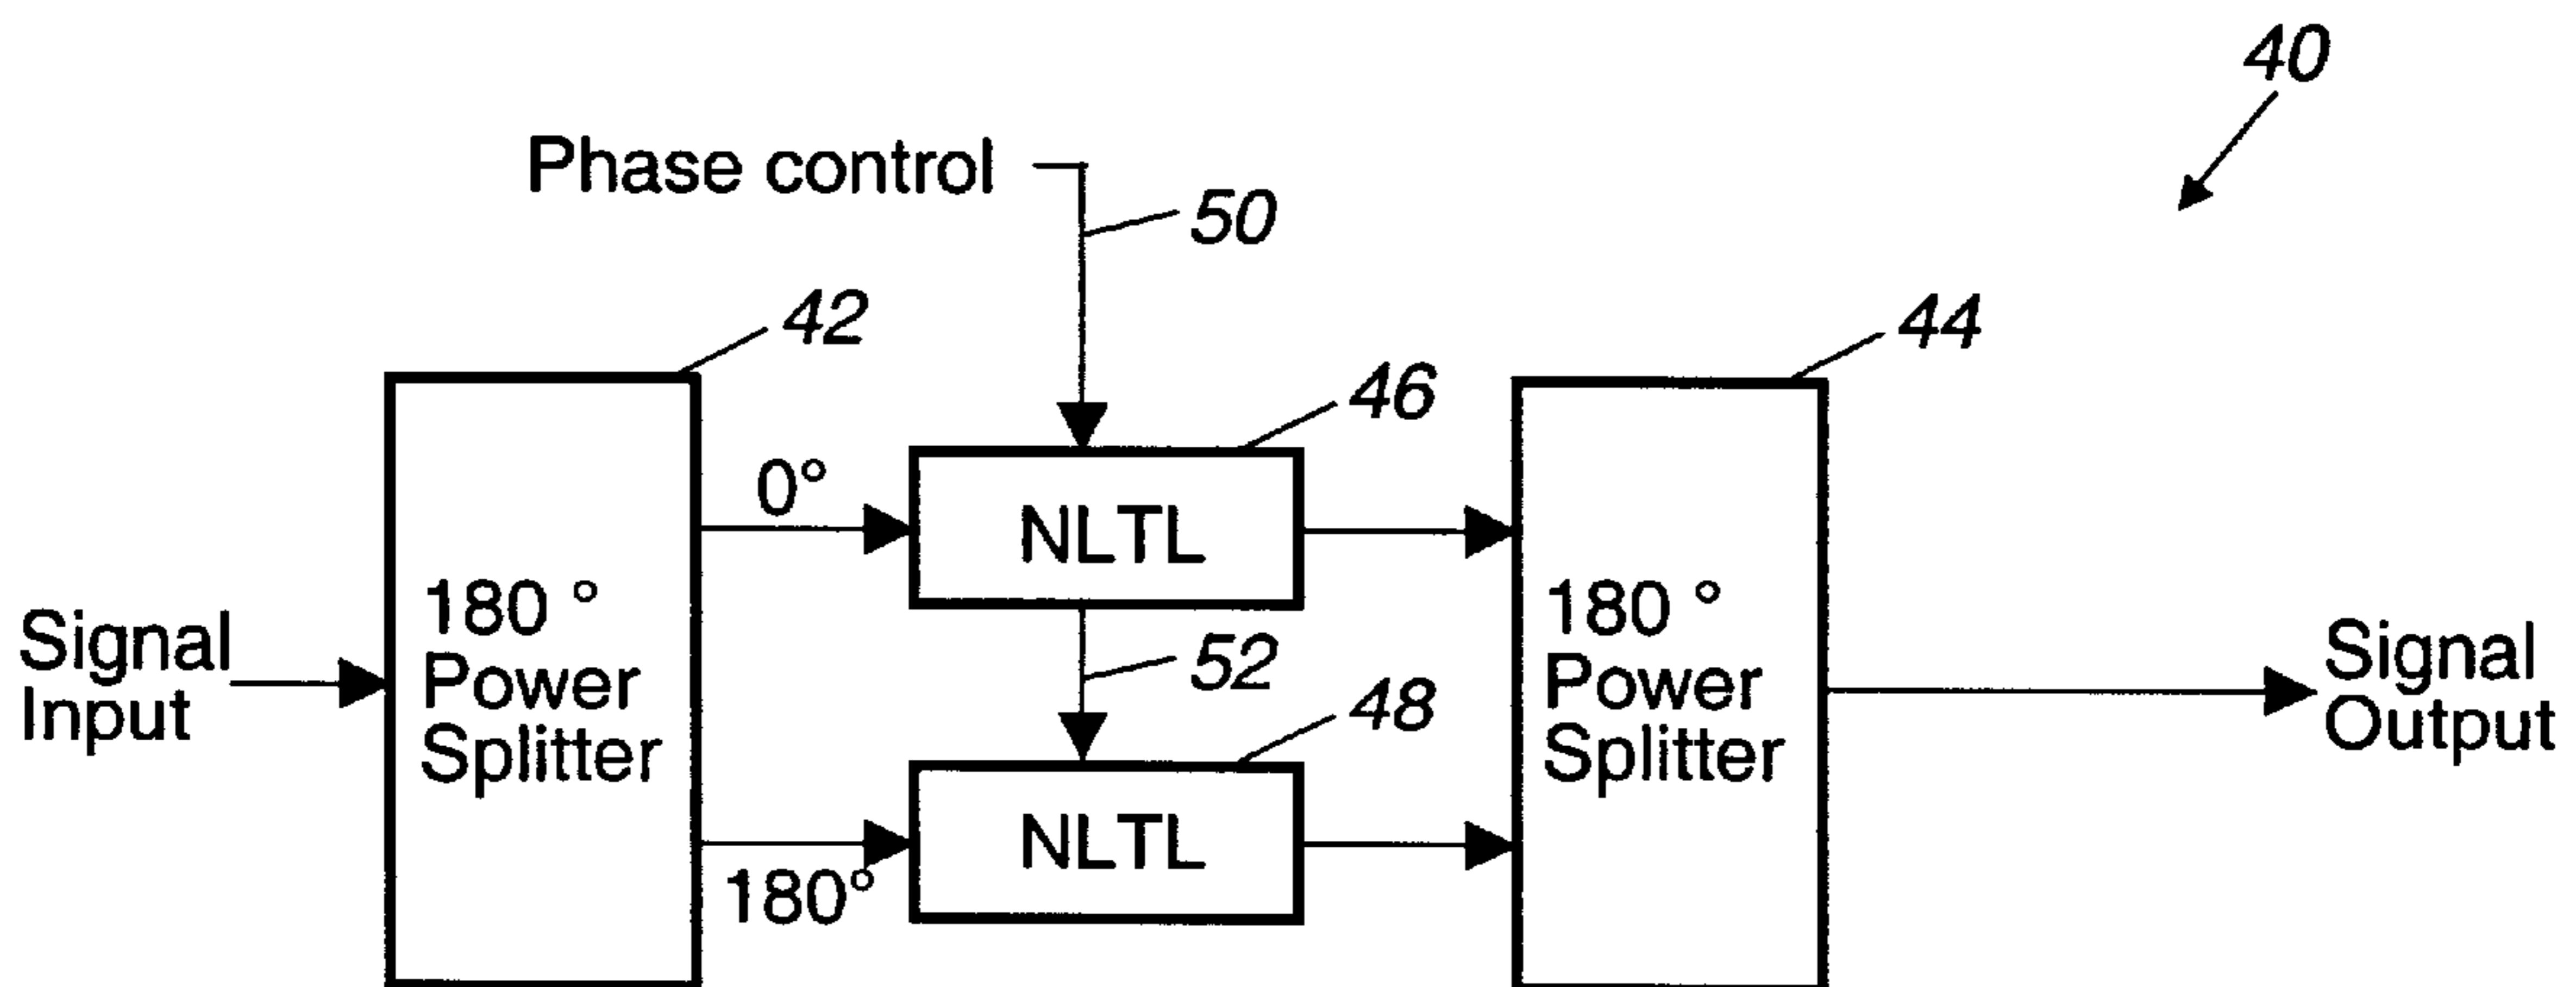 40
Phase control
50
42
44
46
0°
NLTL
180 °
Power
Splitter
180 °
Power
Splitter
Signal
Input
52
Signal
Output
48
NLTL
180°